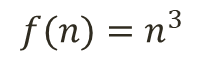 f(n) = n³